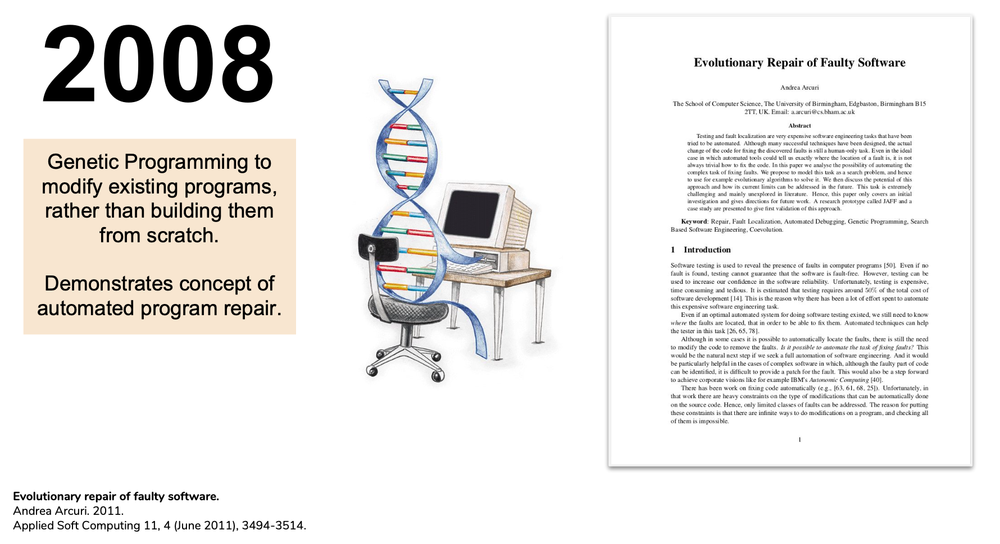 2008
Genetic Programming to
modify existing programs,
rather than building them
from scratch.
Demonstrates concept of
automated program repair.
Evolutionary Repair of Faulty Software
Andrea Arcuri
The School of Computer Science, The University of Birmingham, Edgbaston, Birmingham B15
2TT, UK. Email: a.arcuri@cs.bham.ac.uk
Abstract
Testing and fault localization are very expensive software engineering tasks that have been
tried to be automated. Although many successful techniques have been designed, the actual
change of the code for fixing the discovered faults is still a human-only task. Even in the ideal
case in which automated tools could tell us exactly where the location of a fault is, it is not
always trivial how to fix the code. In this paper we analyse the possibility of automating the
complex task of fixing faults. We propose to model this task as a search problem, and hence
to use for example evolutionary algorithms to solve it. We then discuss the potential of this
approach and how its current limits can be addressed in the future. This task is extremely
challenging and mainly unexplored in literature. Hence, this paper only covers an initial
investigation and gives directions for future work. A research prototype called JAFF and a
case study are presented to give first validation of this approach.
Keyword: Repair, Fault Localization, Automated Debugging, Genetic Programming, Search
Based Software Engineering, Coevolution.
1 Introduction
Software testing is used to reveal the presence of faults in computer programs [50]. Even if no
fault is found, testing cannot guarantee that the software is fault-free. However, testing can be
used to increase our confidence in the software reliability. Unfortunately, testing is expensive,
time consuming and tedious. It is estimated that testing requires around 50% of the total cost of
software development [14]. This is the reason why there has been a lot of effort spent to automate
this expensive software engineering task.
Even if an optimal automated system for doing software testing existed, we still need to know
where the faults are located, that in order to be able to fix them. Automated techniques can help
the tester in this task [26, 65, 78].
Although in some cases it is possible to automatically locate the faults, there is still the need
to modify the code to remove the faults. Is it possible to automate the task of fixing faults? This
would be the natural next step if we seek a full automation of software engineering. And it would
be particularly helpful in the cases of complex software in which, although the faulty part of code
can be identified, it is difficult to provide a patch for the fault. This would also be a step forward
to achieve corporate visions like for example IBM's Autonomic Computing [40].
There has been work on fixing code automatically (e.g., [63, 61, 68, 25]). Unfortunately, in
that work there are heavy constraints on the type of modifications that can be automatically done
on the source code. Hence, only limited classes of faults can be addressed. The reason for putting
these constraints is that there are infinite ways to do modifications on a program, and checking all
of them is impossible.
1
Evolutionary repair of faulty software.
Andrea Arcuri. 2011.
Applied Soft Computing 11, 4 (June 2011), 3494-3514.